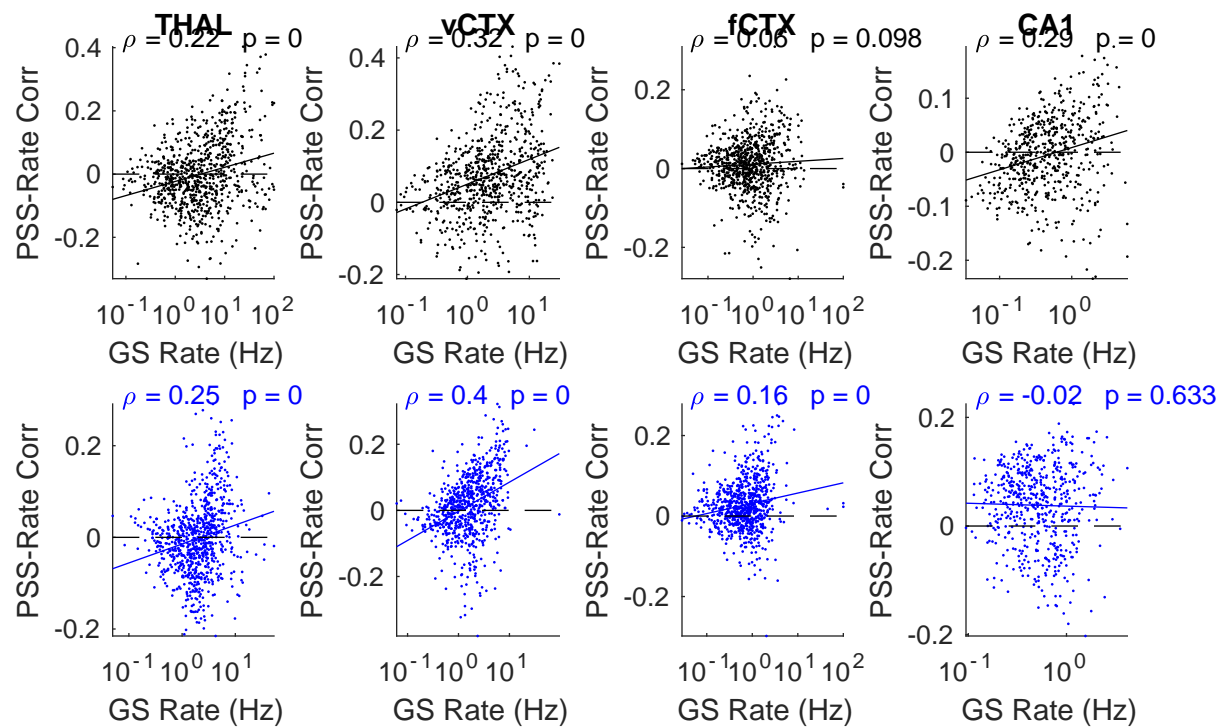 THAL vCTX fCTX CA1
ρ = 0.22 p = 0 ρ = 0.32 p = 0 ρ = 0.06 p = 0.098 ρ = 0.29 p = 0
PSS-Rate Corr
0.4
0.2
0
-0.2
10^-1 10^0 10^1 10^2
GS Rate (Hz)
PSS-Rate Corr
0.4
0.3
0.2
0.1
0
-0.1
-0.2
10^-1 10^0 10^1
GS Rate (Hz)
PSS-Rate Corr
0.2
0
-0.2
10^-1 10^0 10^1 10^2
GS Rate (Hz)
PSS-Rate Corr
0.1
0
-0.1
-0.2
10^-1 10^0
GS Rate (Hz)
ρ = 0.25 p = 0 ρ = 0.4 p = 0 ρ = 0.16 p = 0 ρ = -0.02 p = 0.633
PSS-Rate Corr
0.2
0
-0.2
10^-1 10^0 10^1
GS Rate (Hz)
PSS-Rate Corr
0.2
0
-0.2
10^-1 10^0 10^1
GS Rate (Hz)
PSS-Rate Corr
0.2
0
-0.2
10^-1 10^0 10^1 10^2
GS Rate (Hz)
PSS-Rate Corr
0.2
0
-0.2
10^-1 10^0
GS Rate (Hz)